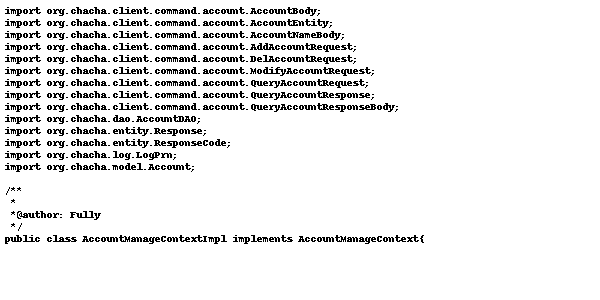 import org.chacha.client.command.account.AccountBody;
import org.chacha.client.command.account.AccountEntity;
import org.chacha.client.command.account.AccountNameBody;
import org.chacha.client.command.account.AddAccountRequest;
import org.chacha.client.command.account.DelAccountRequest;
import org.chacha.client.command.account.ModifyAccountRequest;
import org.chacha.client.command.account.QueryAccountRequest;
import org.chacha.client.command.account.QueryAccountResponse;
import org.chacha.client.command.account.QueryAccountResponseBody;
import org.chacha.dao.AccountDAO;
import org.chacha.entity.Response;
import org.chacha.entity.ResponseCode;
import org.chacha.log.LogPrn;
import org.chacha.model.Account;
/**
*
*@author: Fully
*/
public class AccountManageContextImpl implements AccountManageContext{